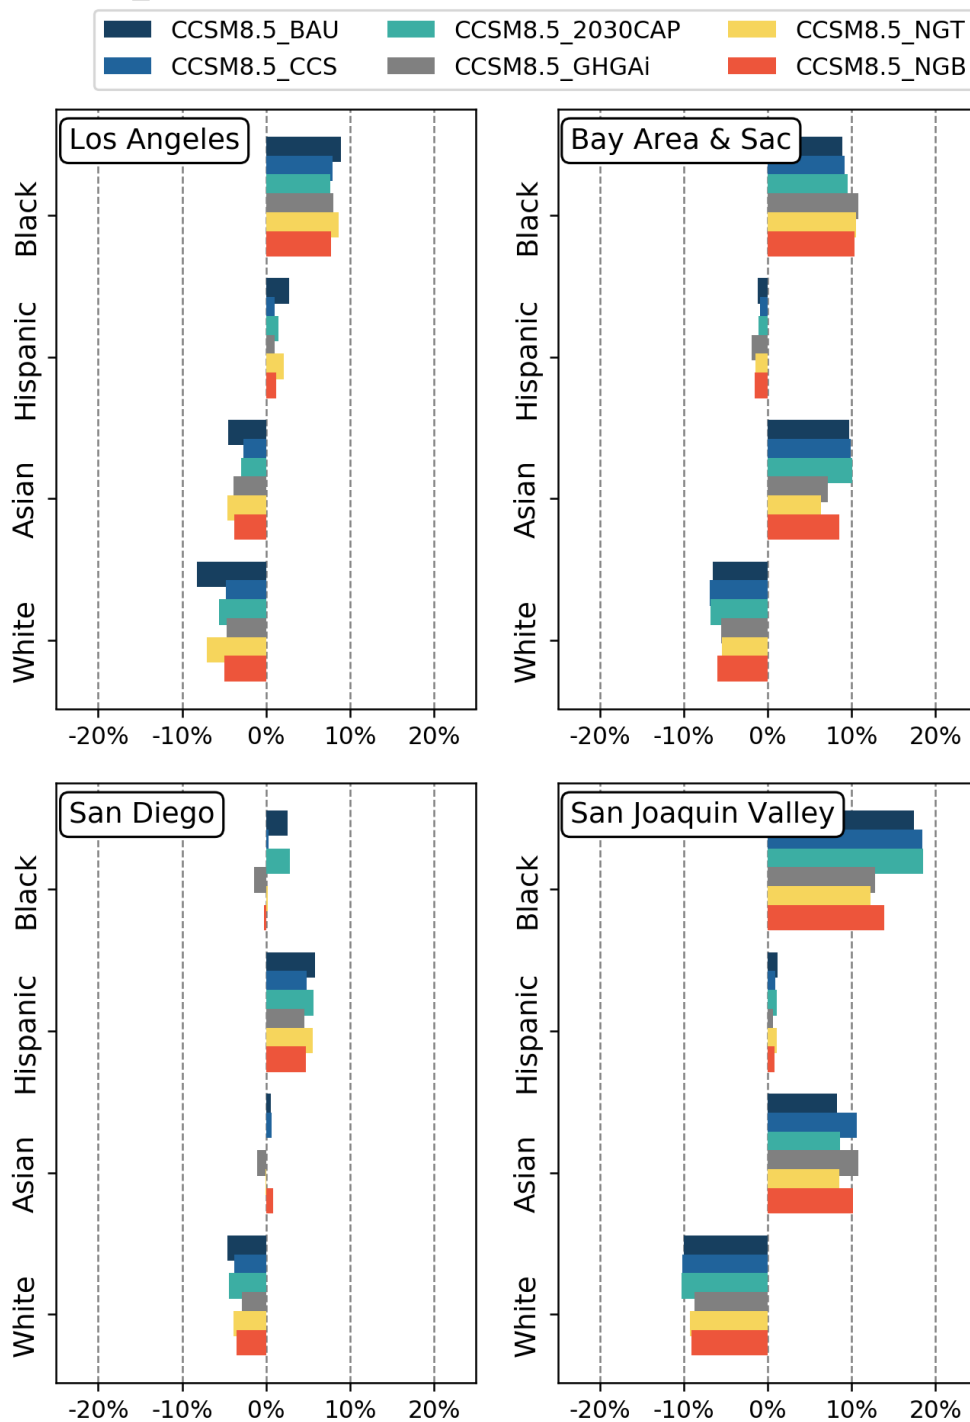 CCSM8.5_BAU CCSM8.5_2030CAP CCSM8.5_NGT
CCSM8.5_CCS CCSM8.5_GHGAi CCSM8.5_NGB
Los Angeles
Black
Hispanic
Asian
White
-20% -10% 0% 10% 20%
Bay Area & Sac
Black
Hispanic
Asian
White
-20% -10% 0% 10% 20%
San Diego
Black
Hispanic
Asian
White
-20% -10% 0% 10% 20%
San Joaquin Valley
Black
Hispanic
Asian
White
-20% -10% 0% 10% 20%